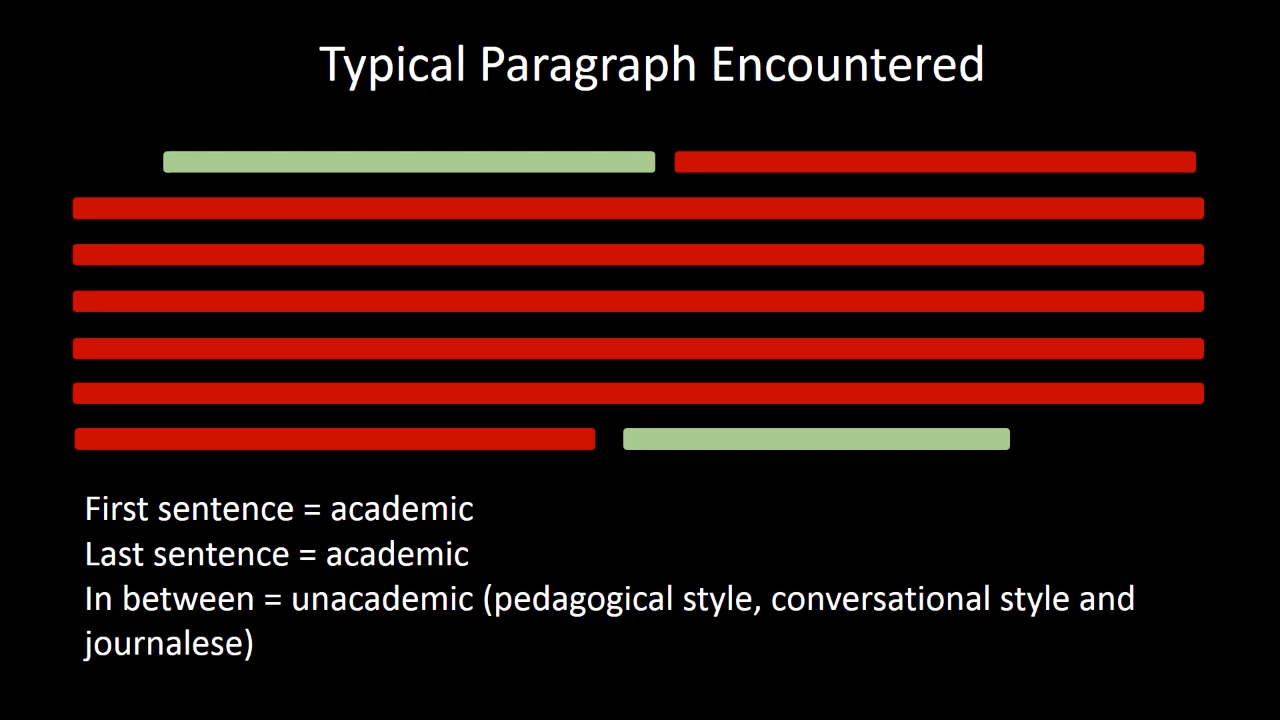 Typical Paragraph Encountered
First sentence = academic
Last sentence = academic
In between = unacademic (pedagogical style, conversational style and
journalese)